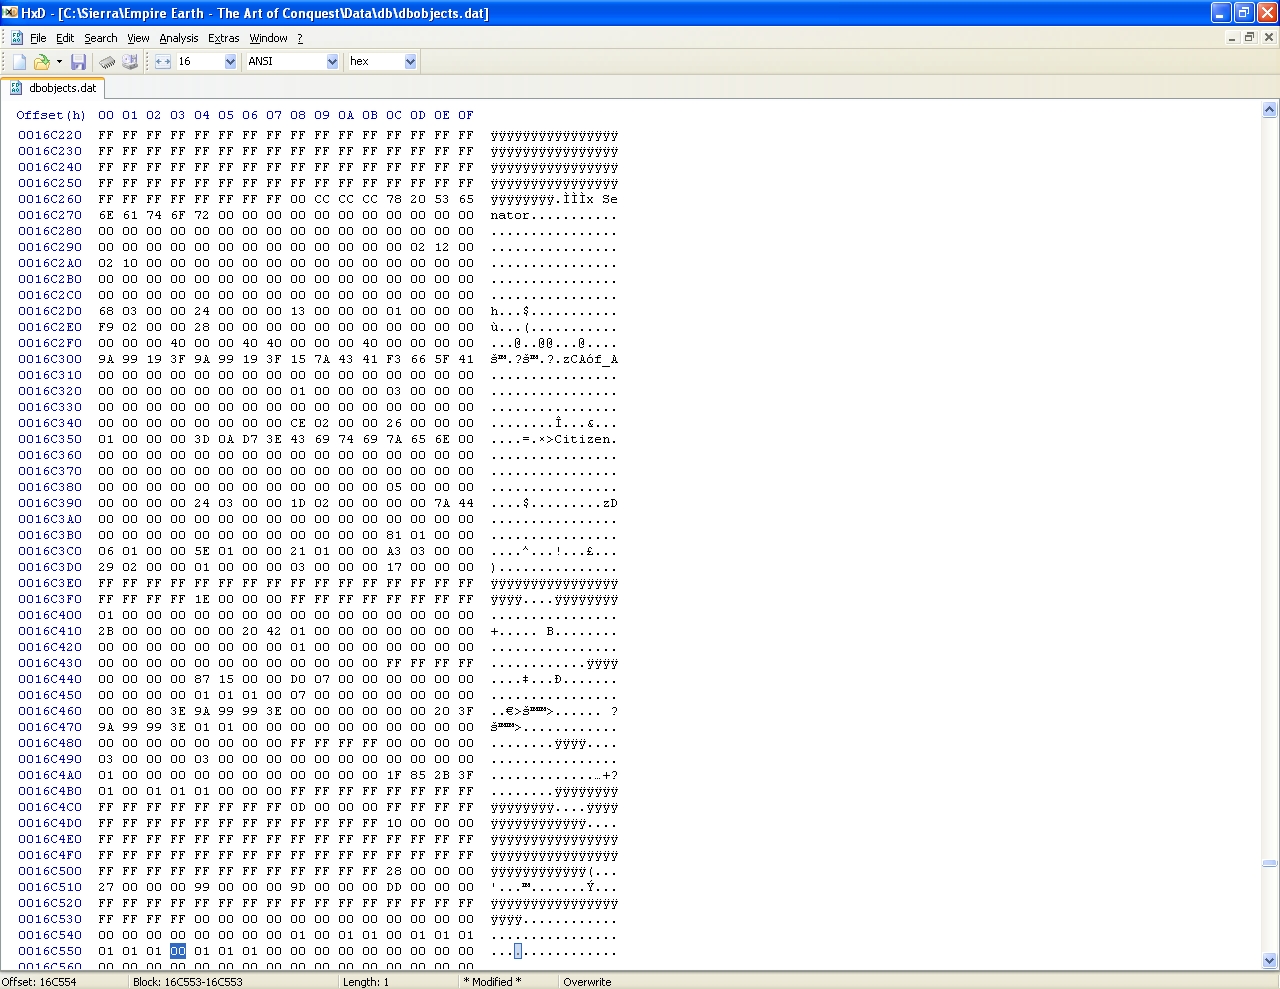 HxD - [C:\Sierra\Empire Earth - The Art of Conquest\Data\db\dbobjects.dat]
File Edit Search View Analysis Extras Window ?
16 ANSI hex
dbobjects.dat
Offset(h) 00 01 02 03 04 05 06 07 08 09 0A 0B 0C 0D 0E 0F
0016C220 FF FF FF FF FF FF FF FF FF FF FF FF FF FF FF FF ÿÿÿÿÿÿÿÿÿÿÿÿÿÿÿÿ
0016C230 FF FF FF FF FF FF FF FF FF FF FF FF FF FF FF FF ÿÿÿÿÿÿÿÿÿÿÿÿÿÿÿÿ
0016C240 FF FF FF FF FF FF FF FF FF FF FF FF FF FF FF FF ÿÿÿÿÿÿÿÿÿÿÿÿÿÿÿÿ
0016C250 FF FF FF FF FF FF FF FF FF FF FF FF FF FF FF FF ÿÿÿÿÿÿÿÿÿÿÿÿÿÿÿÿ
0016C260 FF FF FF FF FF FF FF FF 00 CC CC CC 78 20 53 65 ÿÿÿÿÿÿÿÿ.ÌÌÌx Se
0016C270 6E 61 74 6F 72 00 00 00 00 00 00 00 00 00 00 00 nator...........
0016C280 00 00 00 00 00 00 00 00 00 00 00 00 00 00 00 00 ................
0016C290 00 00 00 00 00 00 00 00 00 00 00 00 00 02 12 00 ................
0016C2A0 02 10 00 00 00 00 00 00 00 00 00 00 00 00 00 00 ................
0016C2B0 00 00 00 00 00 00 00 00 00 00 00 00 00 00 00 00 ................
0016C2C0 00 00 00 00 00 00 00 00 00 00 00 00 00 00 00 00 ................
0016C2D0 68 03 00 00 24 00 00 00 13 00 00 00 01 00 00 00 h...$...........
0016C2E0 F9 02 00 00 28 00 00 00 00 00 00 00 00 00 00 00 ù...(...........
0016C2F0 00 00 00 40 00 00 40 40 00 00 00 40 00 00 00 00 ...@..@@...@....
0016C300 9A 99 19 3F 9A 99 19 3F 15 7A 43 41 F3 66 5F 41 š™.?š™.?.zCAóf_A
0016C310 00 00 00 00 00 00 00 00 00 00 00 00 00 00 00 00 ................
0016C320 00 00 00 00 00 00 00 00 01 00 00 00 03 00 00 00 ................
0016C330 00 00 00 00 00 00 00 00 00 00 00 00 00 00 00 00 ................
0016C340 00 00 00 00 00 00 00 00 CE 02 00 00 26 00 00 00 ........Î...&...
0016C350 01 00 00 00 3D 0A D7 3E 43 69 74 69 7A 65 6E 00 ....=.×>Citizen.
0016C360 00 00 00 00 00 00 00 00 00 00 00 00 00 00 00 00 ................
0016C370 00 00 00 00 00 00 00 00 00 00 00 00 00 00 00 00 ................
0016C380 00 00 00 00 00 00 00 00 00 00 00 00 05 00 00 00 ................
0016C390 00 00 00 00 24 03 00 00 1D 02 00 00 00 00 7A 44 ....$.........zD
0016C3A0 00 00 00 00 00 00 00 00 00 00 00 00 00 00 00 00 ................
0016C3B0 00 00 00 00 00 00 00 00 00 00 00 00 81 01 00 00 ................
0016C3C0 06 01 00 00 5E 01 00 00 21 01 00 00 A3 03 00 00 ....^...!...£...
0016C3D0 29 02 00 00 01 00 00 00 03 00 00 00 17 00 00 00 )...............
0016C3E0 FF FF FF FF FF FF FF FF FF FF FF FF FF FF FF FF ÿÿÿÿÿÿÿÿÿÿÿÿÿÿÿÿ
0016C3F0 FF FF FF FF 1E 00 00 00 FF FF FF FF FF FF FF FF ÿÿÿÿ....ÿÿÿÿÿÿÿÿ
0016C400 01 00 00 00 00 00 00 00 00 00 00 00 00 00 00 00 ................
0016C410 2B 00 00 00 00 00 20 42 01 00 00 00 00 00 00 00 +..... B........
0016C420 00 00 00 00 00 00 00 00 01 00 00 00 00 00 00 00 ................
0016C430 00 00 00 00 00 00 00 00 00 00 00 00 FF FF FF FF ............ÿÿÿÿ
0016C440 00 00 00 00 87 15 00 00 D0 07 00 00 00 00 00 00 ....‡...Ð.......
0016C450 00 00 00 00 01 01 01 00 07 00 00 00 00 00 00 00 ................
0016C460 00 00 80 3E 9A 99 99 3E 00 00 00 00 00 00 20 3F ..€>š™™>...... ?
0016C470 9A 99 99 3E 01 01 00 00 00 00 00 00 00 00 00 00 š™™>............
0016C480 00 00 00 00 00 00 00 00 FF FF FF FF 00 00 00 00 ........ÿÿÿÿ....
0016C490 03 00 00 00 03 00 00 00 00 00 00 00 00 00 00 00 ................
0016C4A0 01 00 00 00 00 00 00 00 00 00 00 00 1F 85 2B 3F .............…+?
0016C4B0 01 00 01 01 01 00 00 00 FF FF FF FF FF FF FF FF ........ÿÿÿÿÿÿÿÿ
0016C4C0 FF FF FF FF FF FF FF FF 0D 00 00 00 FF FF FF FF ÿÿÿÿÿÿÿÿ....ÿÿÿÿ
0016C4D0 FF FF FF FF FF FF FF FF FF FF FF FF 10 00 00 00 ÿÿÿÿÿÿÿÿÿÿÿÿ....
0016C4E0 FF FF FF FF FF FF FF FF FF FF FF FF FF FF FF FF ÿÿÿÿÿÿÿÿÿÿÿÿÿÿÿÿ
0016C4F0 FF FF FF FF FF FF FF FF FF FF FF FF FF FF FF FF ÿÿÿÿÿÿÿÿÿÿÿÿÿÿÿÿ
0016C500 FF FF FF FF FF FF FF FF FF FF FF FF 28 00 00 00 ÿÿÿÿÿÿÿÿÿÿÿÿ(...
0016C510 27 00 00 00 99 00 00 00 9D 00 00 00 DD 00 00 00 '...™.......Ý...
0016C520 FF FF FF FF FF FF FF FF FF FF FF FF FF FF FF FF ÿÿÿÿÿÿÿÿÿÿÿÿÿÿÿÿ
0016C530 FF FF FF FF 00 00 00 00 00 00 00 00 00 00 00 00 ÿÿÿÿ............
0016C540 00 00 00 00 00 00 00 00 01 00 01 01 00 01 01 01 ................
0016C550 01 01 01 00 01 01 01 00 00 00 00 00 00 00 00 00 ................
0016C560 00 00 00 00 00 00 00 00 00 00 00 00 00 00 00 00 ................
Offset: 16C554 Block: 16C553-16C553 Length: 1 * Modified * Overwrite